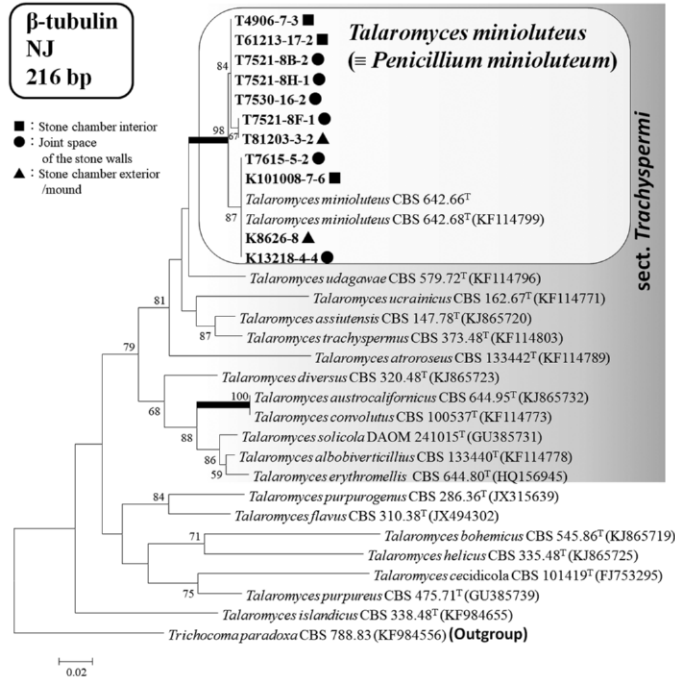 β-tubulin
NJ
216 bp
■ : Stone chamber interior
● : Joint space
of the stone walls
▲ : Stone chamber exterior
/mound
Talaromyces minioluteus
(≡ Penicillium minioluteum)
sect. Trachyspermi
T4906-7-3 ■
T61213-17-2 ■
T7521-8B-2 ●
T7521-8H-1 ●
T7530-16-2 ●
T7521-8F-1 ●
T81203-3-2 ▲
T7615-5-2 ●
K101008-7-6 ■
Talaromyces minioluteus CBS 642.66ᵀ
Talaromyces minioluteus CBS 642.68ᵀ(KF114799)
K8626-8 ▲
K13218-4-4 ●
Talaromyces udagawae CBS 579.72ᵀ(KF114796)
Talaromyces ucrainicus CBS 162.67ᵀ(KF114771)
Talaromyces assiutensis CBS 147.78ᵀ(KJ865720)
Talaromyces trachyspermus CBS 373.48ᵀ(KF114803)
Talaromyces atroroseus CBS 133442ᵀ(KF114789)
Talaromyces diversus CBS 320.48ᵀ(KJ865723)
Talaromyces austrocalifornicus CBS 644.95ᵀ(KJ865732)
Talaromyces convolutus CBS 100537ᵀ(KF114773)
Talaromyces solicola DAOM 241015ᵀ(GU385731)
Talaromyces albobiverticillius CBS 133440ᵀ(KF114778)
Talaromyces erythromellis CBS 644.80ᵀ(HQ156945)
Talaromyces purpurogenus CBS 286.36ᵀ(JX315639)
Talaromyces flavus CBS 310.38ᵀ(JX494302)
Talaromyces bohemicus CBS 545.86ᵀ(KJ865719)
Talaromyces helicus CBS 335.48ᵀ(KJ865725)
Talaromyces cecidicola CBS 101419ᵀ(FJ753295)
Talaromyces purpureus CBS 475.71ᵀ(GU385739)
Talaromyces islandicus CBS 338.48ᵀ(KF984655)
Trichocoma paradoxa CBS 788.83(KF984556)(Outgroup)
84
98
67
87
81
87
79
100
68
88
86
59
84
71
75
0.02